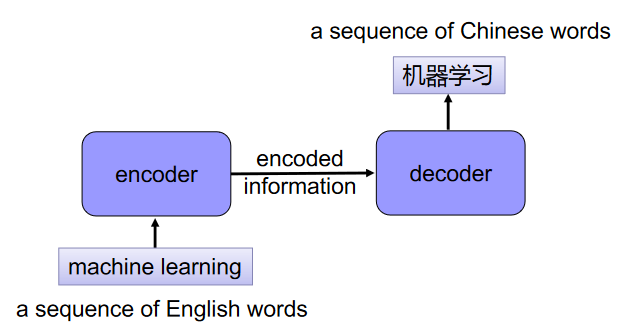 a sequence of Chinese words
机器学习
encoder
encoded
information
decoder
machine learning
a sequence of English words